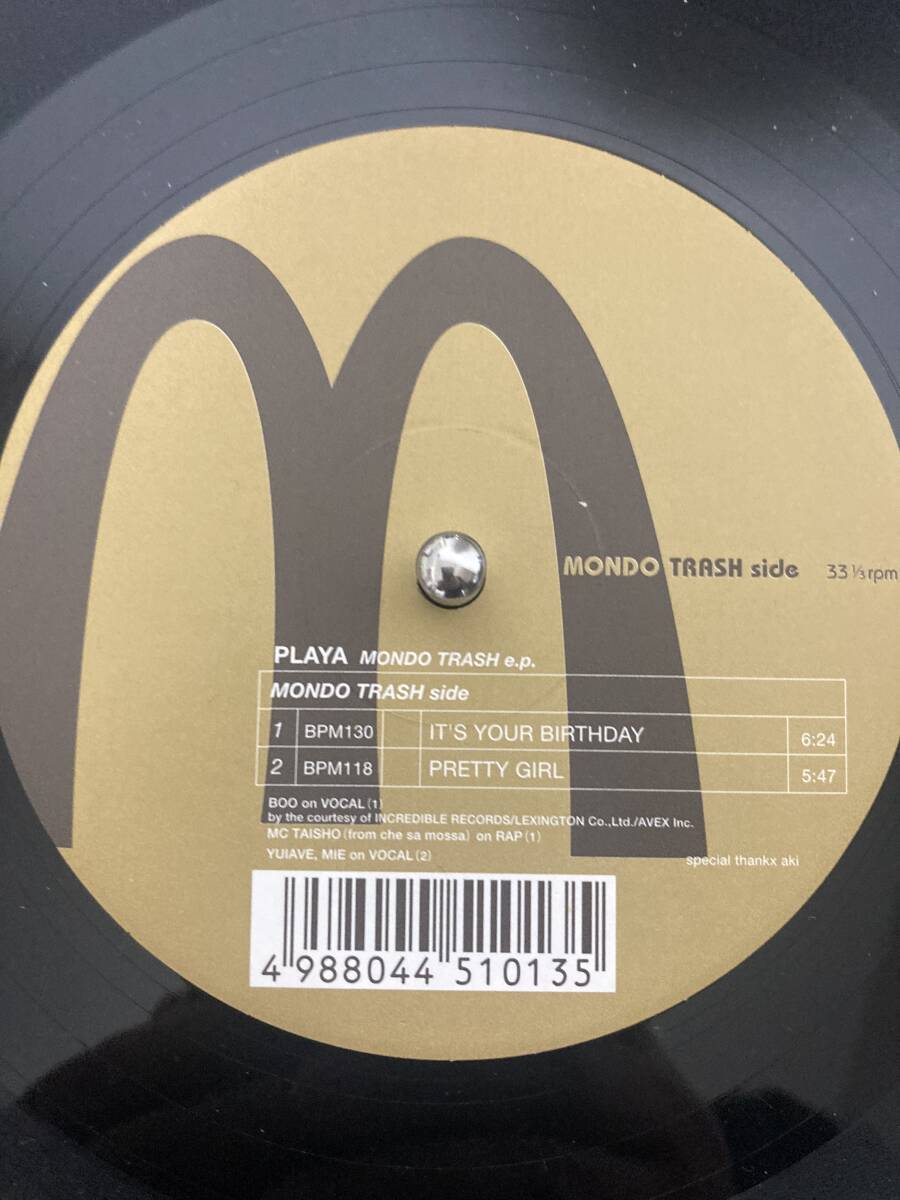 MONDO TRASH side 33 1/3 rpm
PLAYA MONDO TRASH e.p.
MONDO TRASH side
1 BPM130 IT'S YOUR BIRTHDAY 6:24
2 BPM118 PRETTY GIRL 5:47
BOO on VOCAL (1)
by the courtesy of INCREDIBLE RECORDS/LEXINGTON Co.,Ltd./AVEX Inc.
MC TAISHO (from che sa mossa) on RAP (1)
YUIAVE, MIE on VOCAL (2)
special thankx aki
4 988044 510135